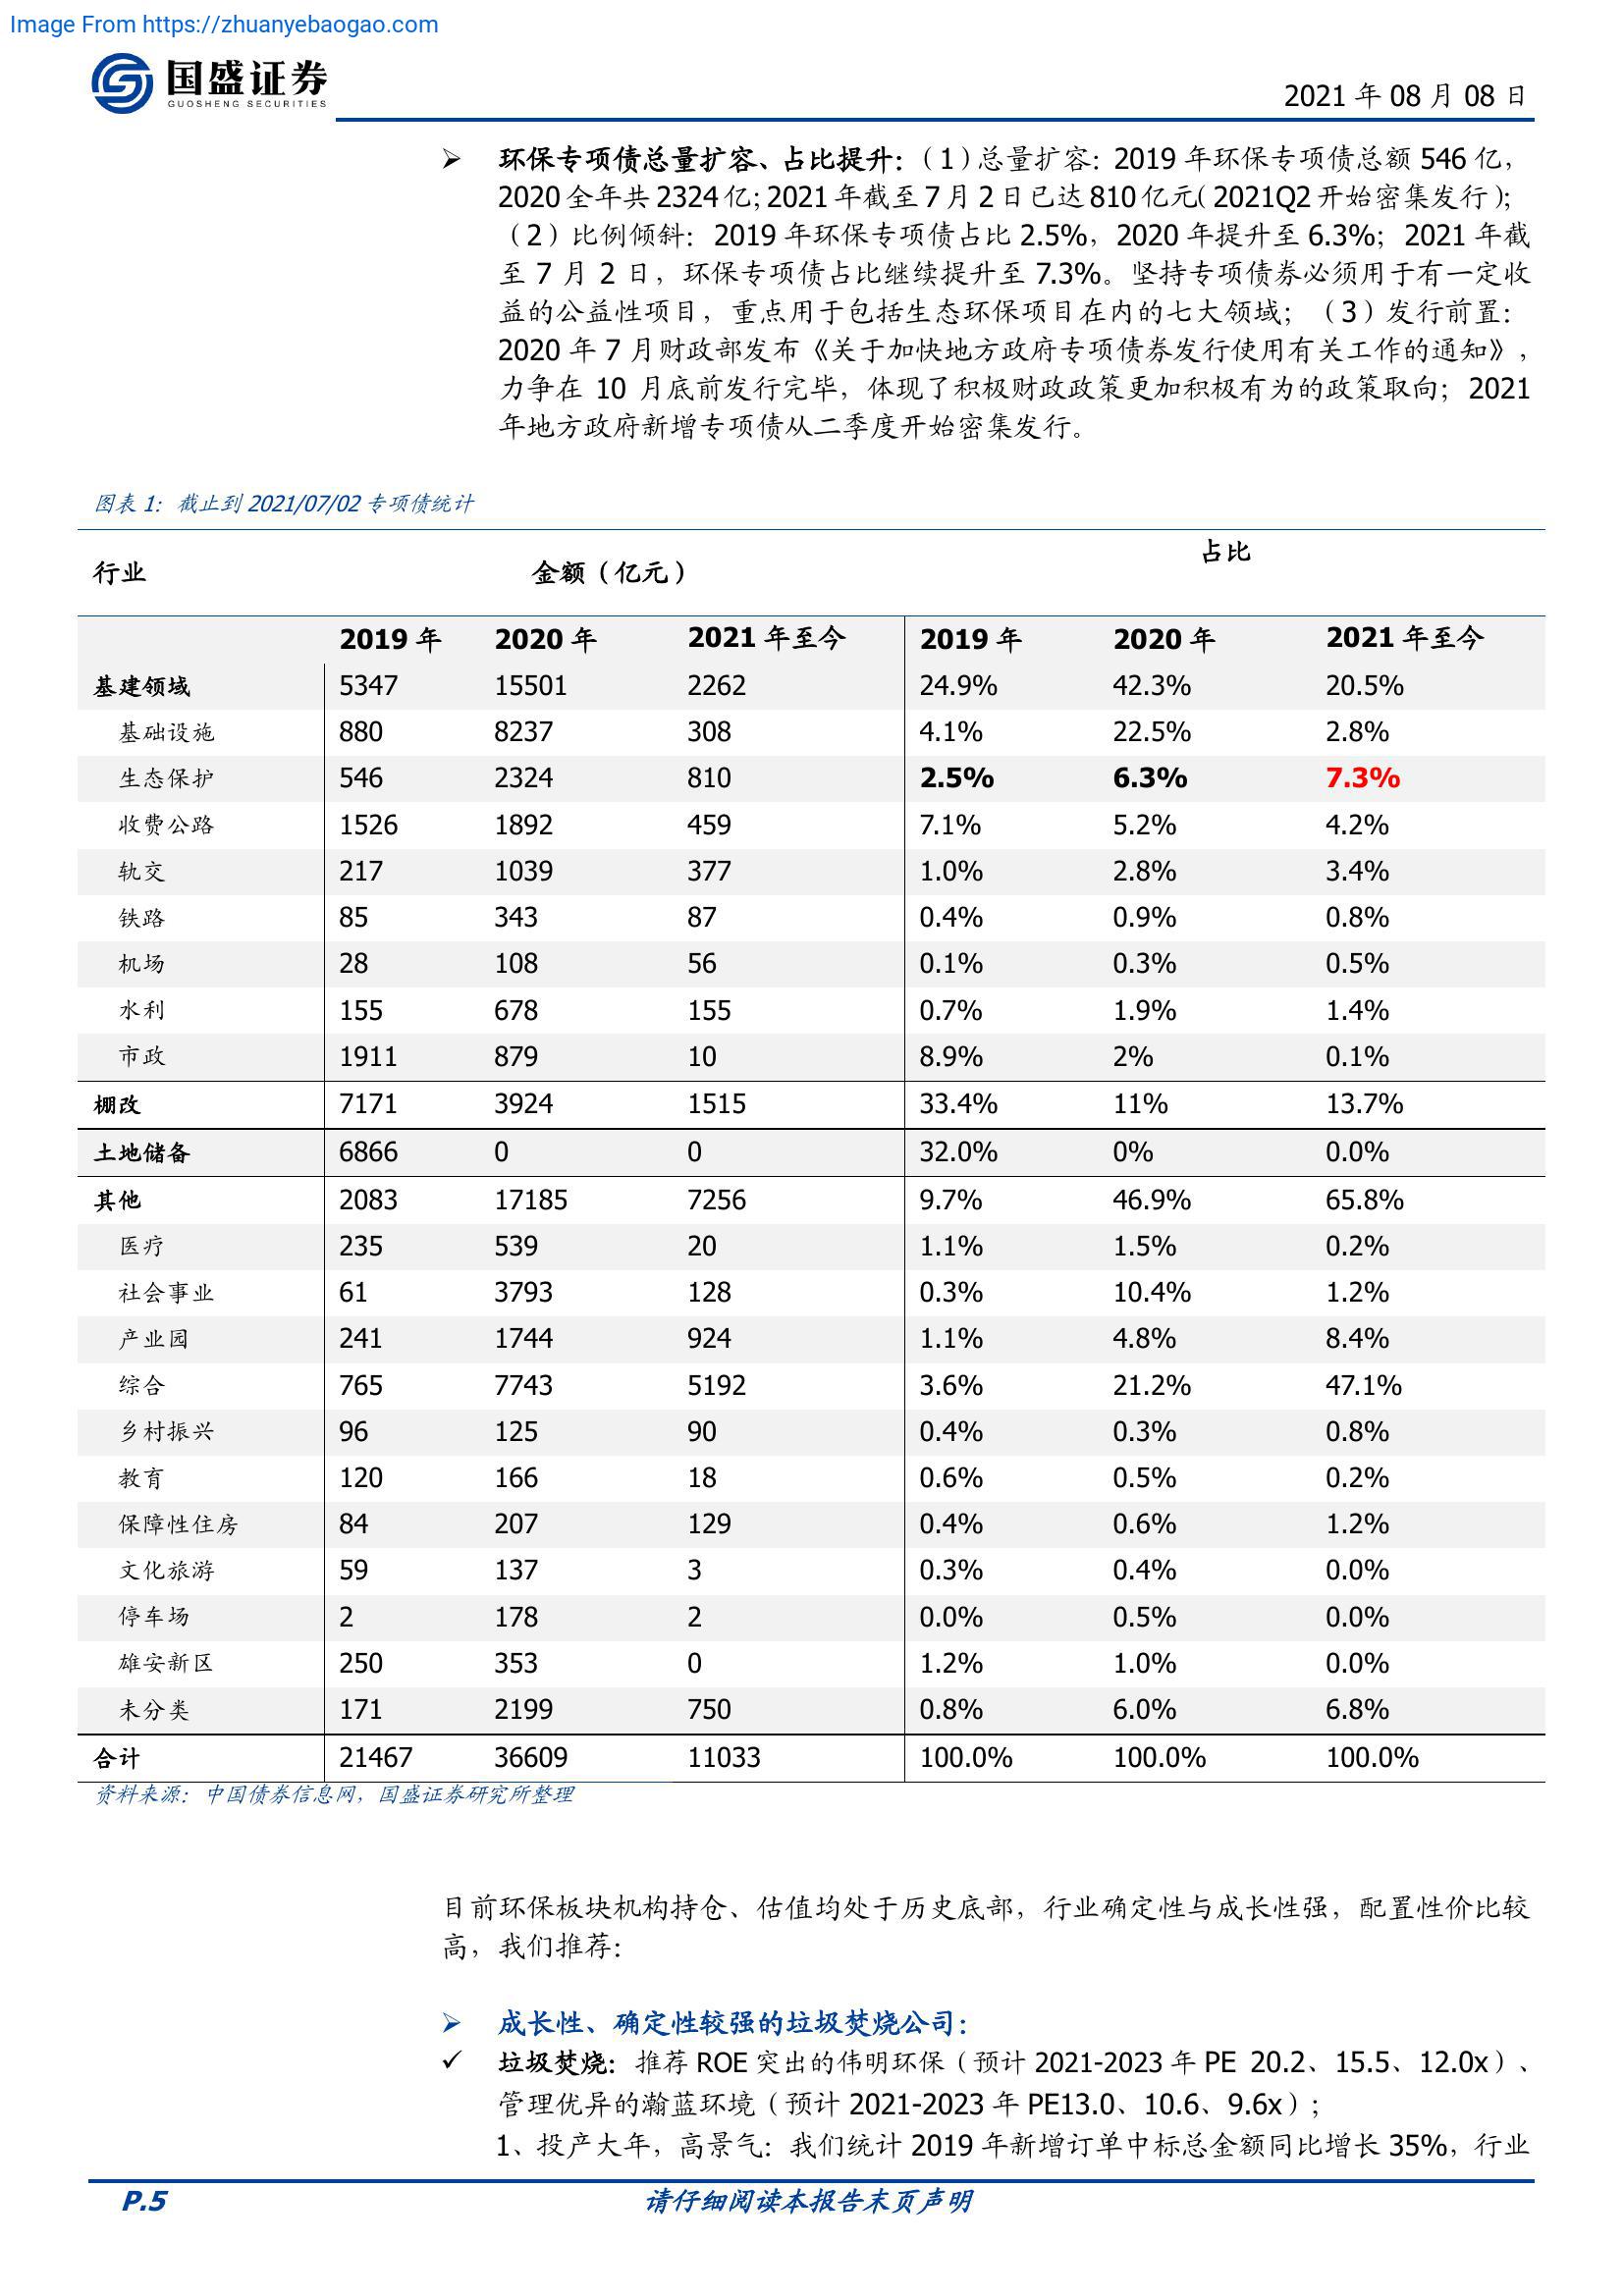 Image From https://zhuanyebaogao.com
国盛证券
GUOSHENG SECURITIES
2021 年 08 月 08 日
➢ 环保专项债总量扩容、占比提升：（1）总量扩容：2019 年环保专项债总额 546 亿，
2020 全年共 2324 亿；2021 年截至 7 月 2 日已达 810 亿元（2021Q2 开始密集发行）；
（2）比例倾斜：2019 年环保专项债占比 2.5%，2020 年提升至 6.3%；2021 年截
至 7 月 2 日，环保专项债占比继续提升至 7.3%。坚持专项债券必须用于有一定收
益的公益性项目，重点用于包括生态环保项目在内的七大领域；（3）发行前置：
2020 年 7 月财政部发布《关于加快地方政府专项债券发行使用有关工作的通知》，
力争在 10 月底前发行完毕，体现了积极财政政策更加积极有为的政策取向；2021
年地方政府新增专项债从二季度开始密集发行。
图表 1：截止到 2021/07/02 专项债统计
行业 金额（亿元） 占比
2019 年 2020 年 2021 年至今 2019 年 2020 年 2021 年至今
基建领域 5347 15501 2262 24.9% 42.3% 20.5%
基础设施 880 8237 308 4.1% 22.5% 2.8%
生态保护 546 2324 810 2.5% 6.3% 7.3%
收费公路 1526 1892 459 7.1% 5.2% 4.2%
轨交 217 1039 377 1.0% 2.8% 3.4%
铁路 85 343 87 0.4% 0.9% 0.8%
机场 28 108 56 0.1% 0.3% 0.5%
水利 155 678 155 0.7% 1.9% 1.4%
市政 1911 879 10 8.9% 2% 0.1%
棚改 7171 3924 1515 33.4% 11% 13.7%
土地储备 6866 0 0 32.0% 0% 0.0%
其他 2083 17185 7256 9.7% 46.9% 65.8%
医疗 235 539 20 1.1% 1.5% 0.2%
社会事业 61 3793 128 0.3% 10.4% 1.2%
产业园 241 1744 924 1.1% 4.8% 8.4%
综合 765 7743 5192 3.6% 21.2% 47.1%
乡村振兴 96 125 90 0.4% 0.3% 0.8%
教育 120 166 18 0.6% 0.5% 0.2%
保障性住房 84 207 129 0.4% 0.6% 1.2%
文化旅游 59 137 3 0.3% 0.4% 0.0%
停车场 2 178 2 0.0% 0.5% 0.0%
雄安新区 250 353 0 1.2% 1.0% 0.0%
未分类 171 2199 750 0.8% 6.0% 6.8%
合计 21467 36609 11033 100.0% 100.0% 100.0%
资料来源：中国债券信息网，国盛证券研究所整理
目前环保板块机构持仓、估值均处于历史底部，行业确定性与成长性强，配置性价比较
高，我们推荐：
➢ 成长性、确定性较强的垃圾焚烧公司：
✓ 垃圾焚烧：推荐 ROE 突出的伟明环保（预计 2021-2023 年 PE 20.2、15.5、12.0x）、
管理优异的瀚蓝环境（预计 2021-2023 年 PE13.0、10.6、9.6x）；
1、投产大年，高景气：我们统计 2019 年新增订单中标总金额同比增长 35%，行业
P.5 请仔细阅读本报告末页声明